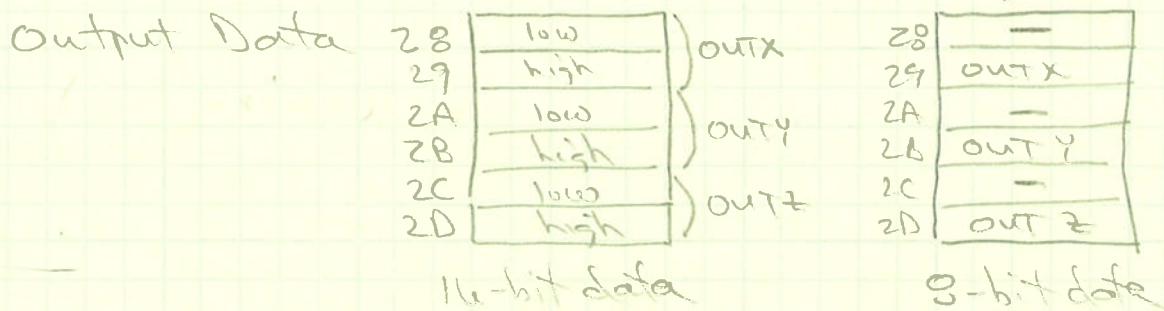 Output Data
28 low
29 high
OUTX
2A low
2B high
OUTY
2C low
2D high
OUTZ
16-bit data
28 —
29 OUTX
2A —
2B OUT Y
2C —
2D OUT Z
8-bit data